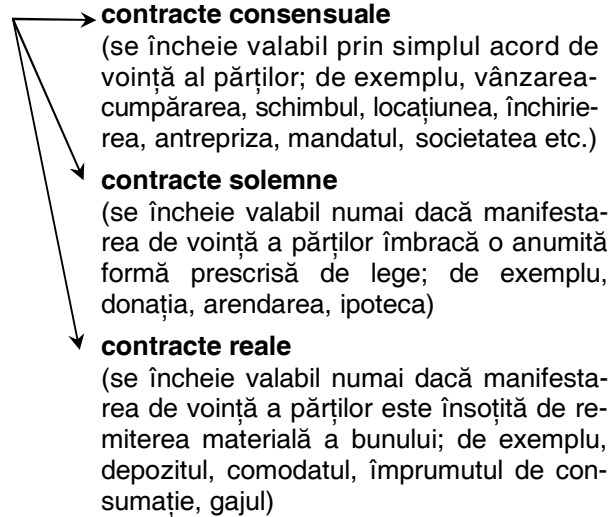 contracte consensuale
(se încheie valabil prin simplul acord de
voință al părților; de exemplu, vânzarea-
cumpărarea, schimbul, locațiunea, închirie-
rea, antrepriza, mandatul, societatea etc.)
contracte solemne
(se încheie valabil numai dacă manifesta-
rea de voință a părților îmbracă o anumită
formă prescrisă de lege; de exemplu,
donația, arendarea, ipoteca)
contracte reale
(se încheie valabil numai dacă manifesta-
rea de voință a părților este însoțită de re-
miterea materială a bunului; de exemplu,
depozitul, comodatul, împrumutul de con-
sumație, gajul)